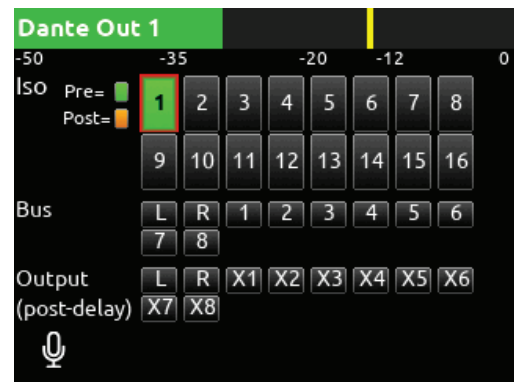 Dante Out 1
-50 -35 -20 -12 0
Iso Pre= 1 2 3 4 5 6 7 8
Post=
9 10 11 12 13 14 15 16
Bus L R 1 2 3 4 5 6
7 8
Output L R X1 X2 X3 X4 X5 X6
(post-delay) X7 X8